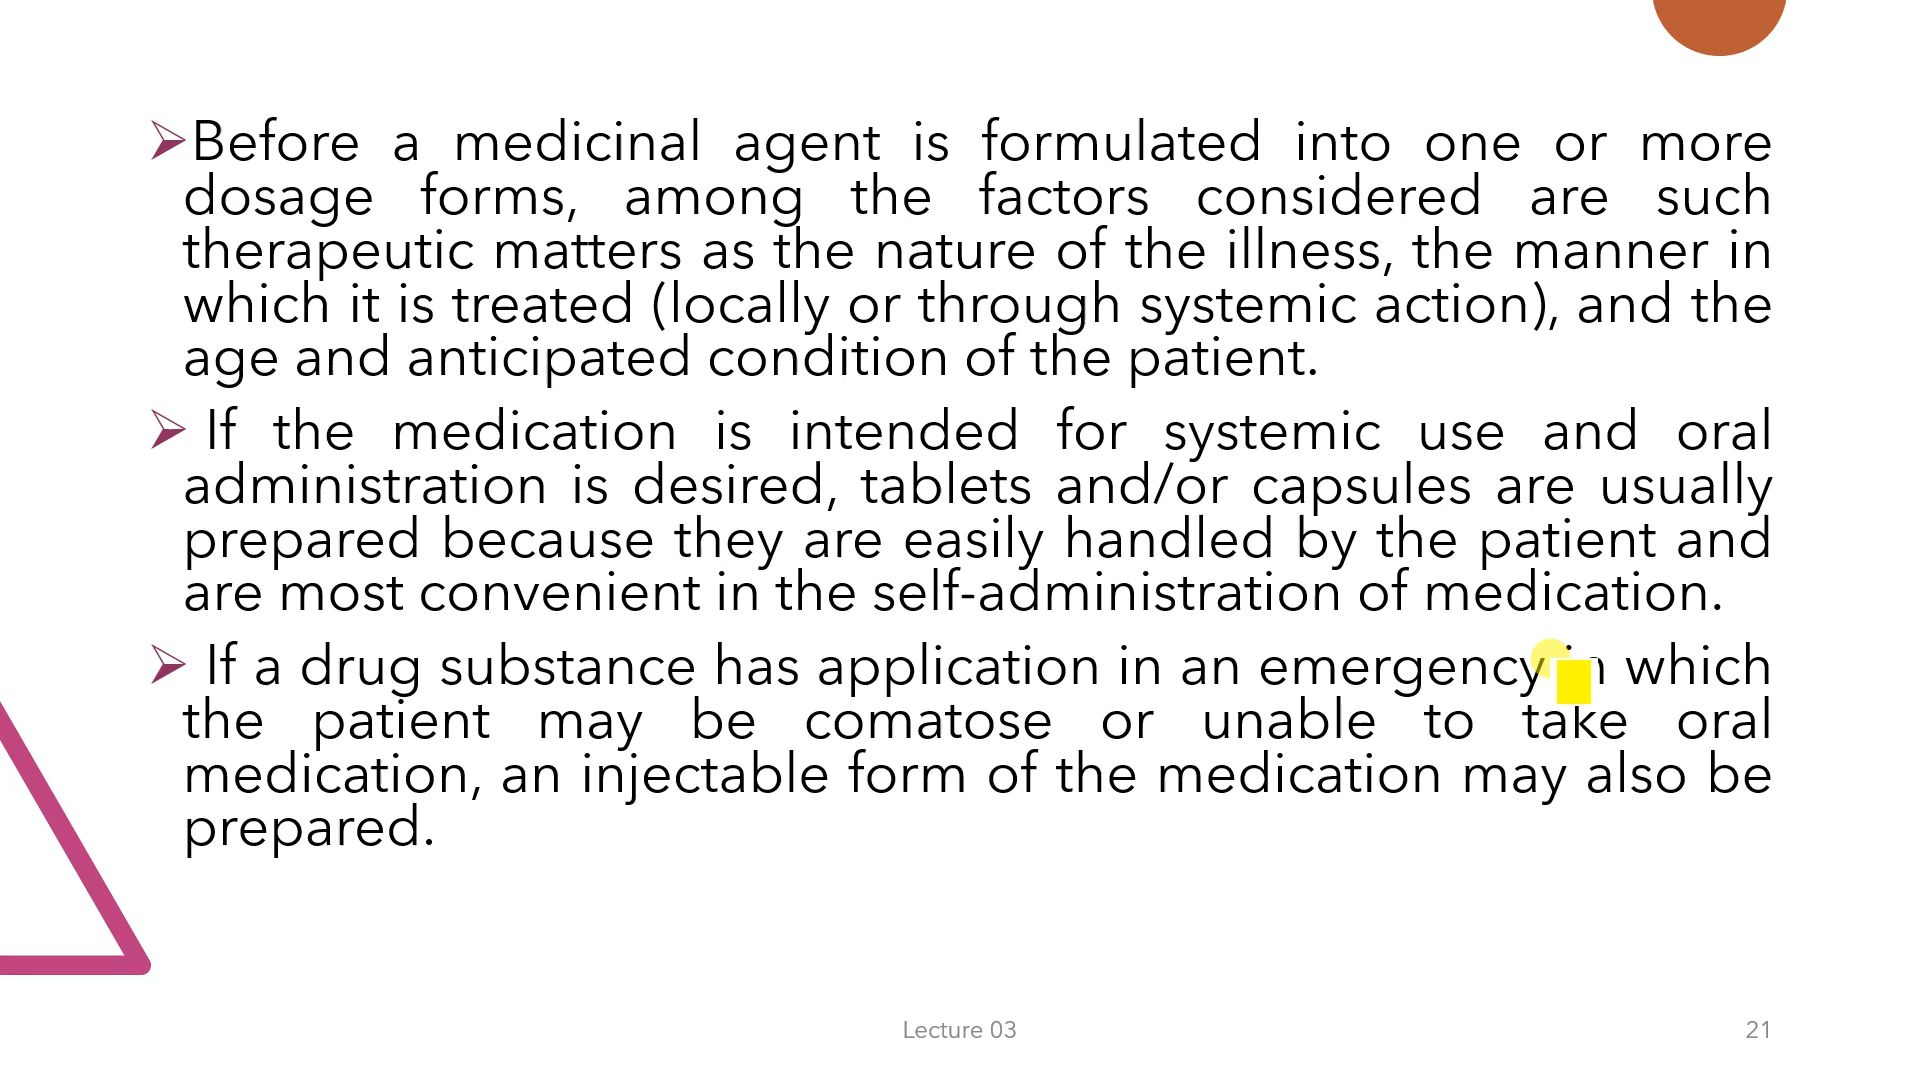 Before a medicinal agent is formulated into one or more
dosage forms, among the factors considered are such
therapeutic matters as the nature of the illness, the manner in
which it is treated (locally or through systemic action), and the
age and anticipated condition of the patient.
If the medication is intended for systemic use and oral
administration is desired, tablets and/or capsules are usually
prepared because they are easily handled by the patient and
are most convenient in the self-administration of medication.
If a drug substance has application in an emergency in which
the patient may be comatose or unable to take oral
medication, an injectable form of the medication may also be
prepared.
Lecture 03
21